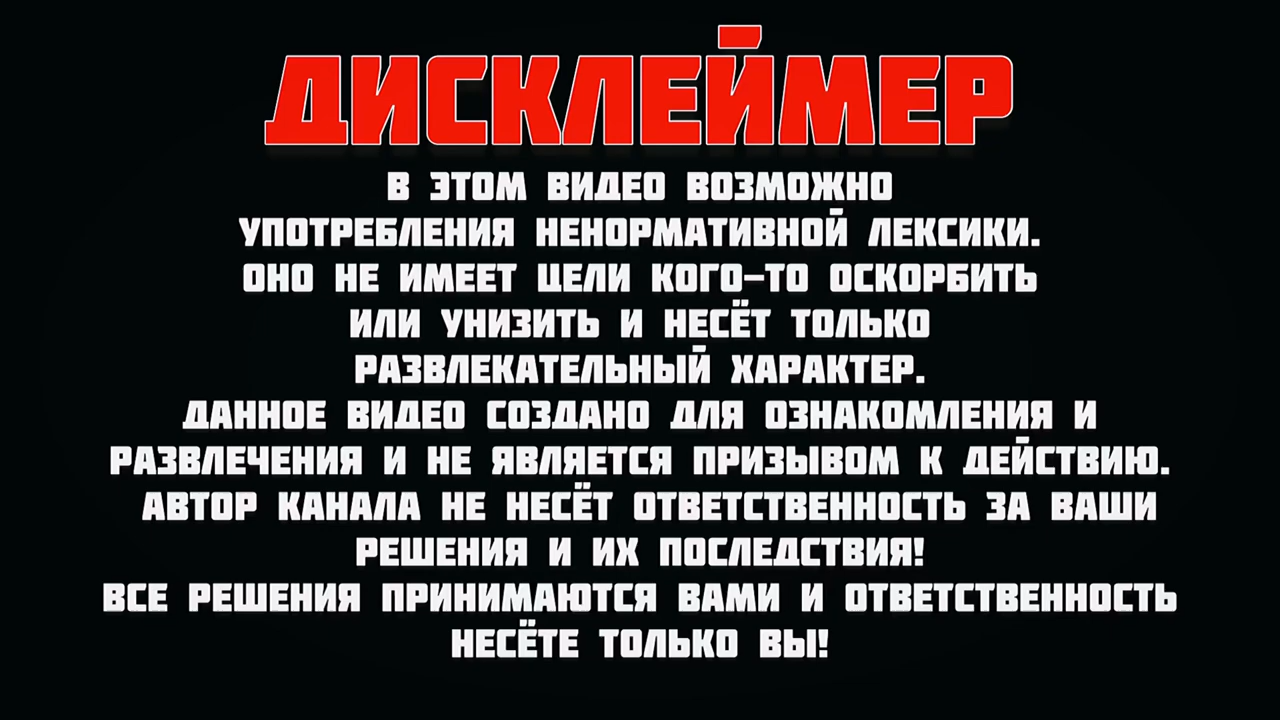 ДИСКЛЕЙМЕР
В ЭТОМ ВИДЕО ВОЗМОЖНО
УПОТРЕБЛЕНИЯ НЕНОРМАТИВНОЙ ЛЕКСИКИ.
ОНО НЕ ИМЕЕТ ЦЕЛИ КОГО-ТО ОСКОРБИТЬ
ИЛИ УНИЗИТЬ И НЕСЁТ ТОЛЬКО
РАЗВЛЕКАТЕЛЬНЫЙ ХАРАКТЕР.
ДАННОЕ ВИДЕО СОЗДАНО ДЛЯ ОЗНАКОМЛЕНИЯ И
РАЗВЛЕЧЕНИЯ И НЕ ЯВЛЯЕТСЯ ПРИЗЫВОМ К ДЕЙСТВИЮ.
АВТОР КАНАЛА НЕ НЕСЁТ ОТВЕТСТВЕННОСТЬ ЗА ВАШИ
РЕШЕНИЯ И ИХ ПОСЛЕДСТВИЯ!
ВСЕ РЕШЕНИЯ ПРИНИМАЮТСЯ ВАМИ И ОТВЕТСТВЕННОСТЬ
НЕСЁТЕ ТОЛЬКО ВЫ!